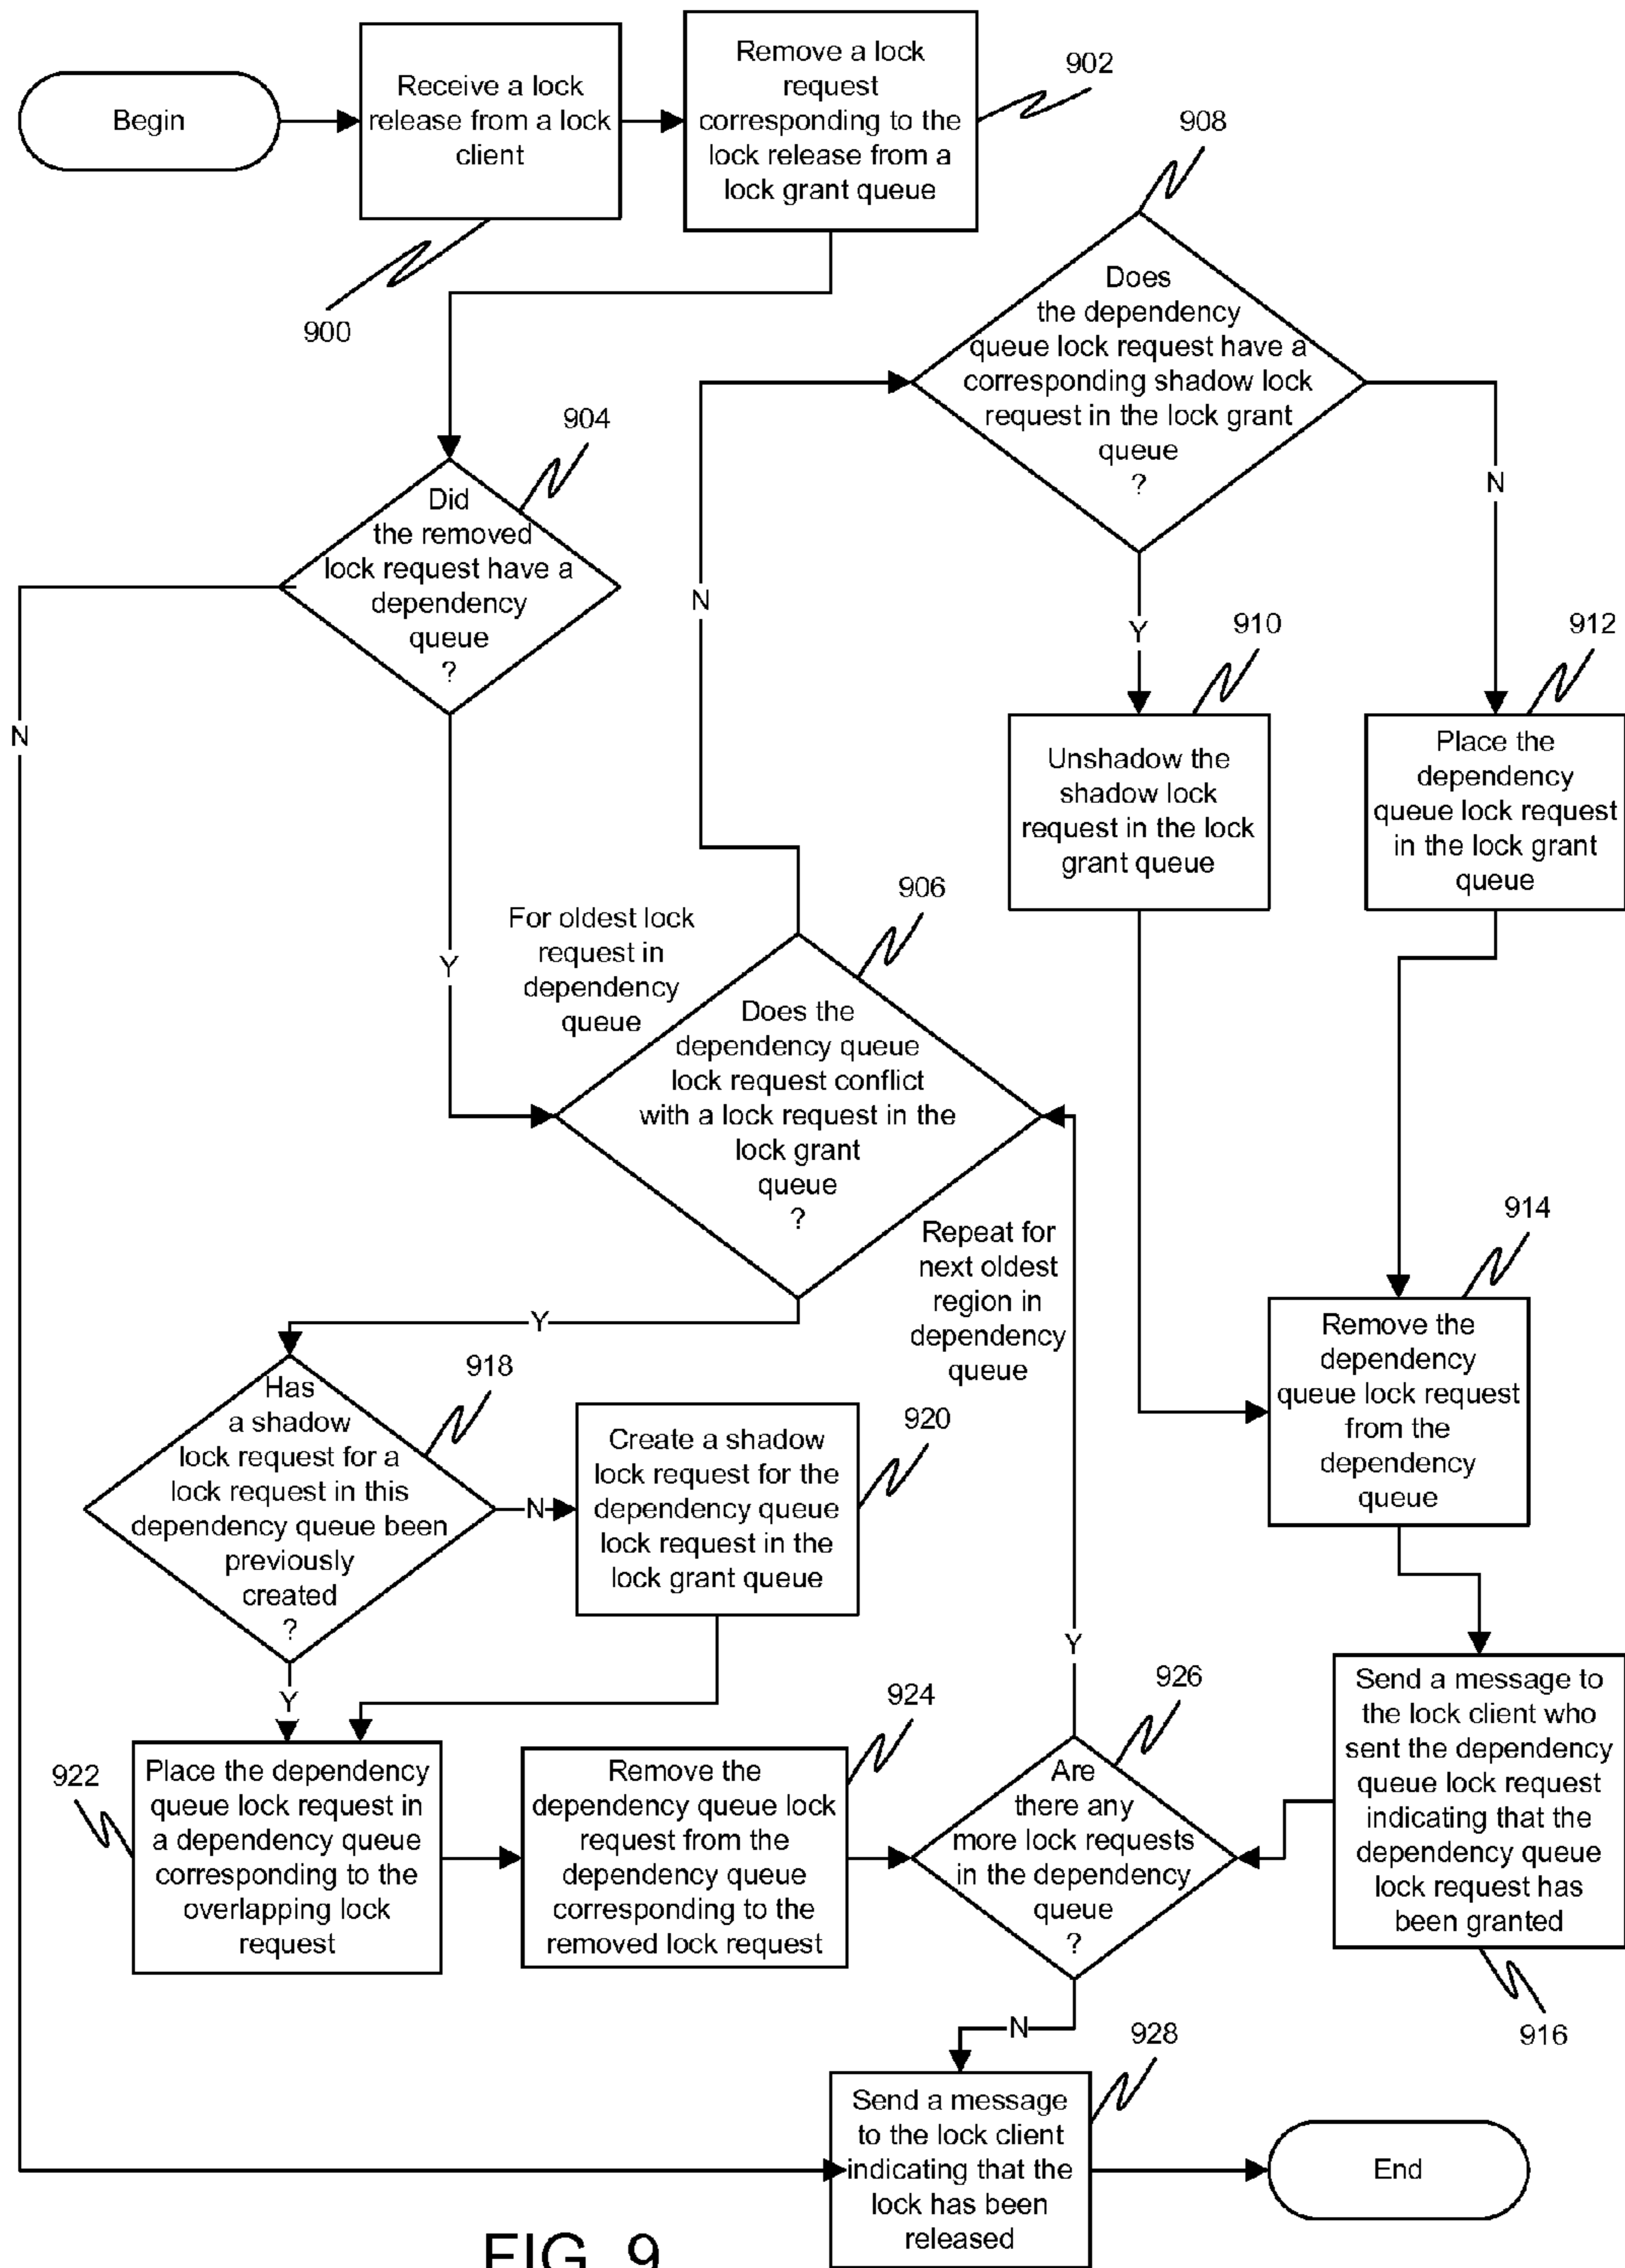 Begin
Receive a lock
release from a lock
client
900
Remove a lock
request
corresponding to the
lock release from a
lock grant queue
902
Did
the removed
lock request have a
dependency
queue
?
904
N
Y
For oldest lock
request in
dependency
queue
Does the
dependency queue
lock request conflict
with a lock request in the
lock grant
queue
?
906
N
Y
Does
the dependency
queue lock request have a
corresponding shadow lock
request in the lock grant
queue
?
908
Y
N
Unshadow the
shadow lock
request in the lock
grant queue
910
Place the
dependency
queue lock request
in the lock grant
queue
912
Remove the
dependency
queue lock request
from the
dependency
queue
914
Send a message to
the lock client who
sent the dependency
queue lock request
indicating that the
dependency queue
lock request has
been granted
916
Has
a shadow
lock request for a
lock request in this
dependency queue been
previously
created
?
918
N
Y
Create a shadow
lock request for the
dependency queue
lock request in the
lock grant queue
920
Place the dependency
queue lock request in
a dependency queue
corresponding to the
overlapping lock
request
922
Remove the
dependency queue lock
request from the
dependency queue
corresponding to the
removed lock request
924
Are
there any
more lock requests
in the dependency
queue
?
926
Y
Repeat for
next oldest
region in
dependency
queue
N
Send a message
to the lock client
indicating that the
lock has been
released
928
End
FIG. 9